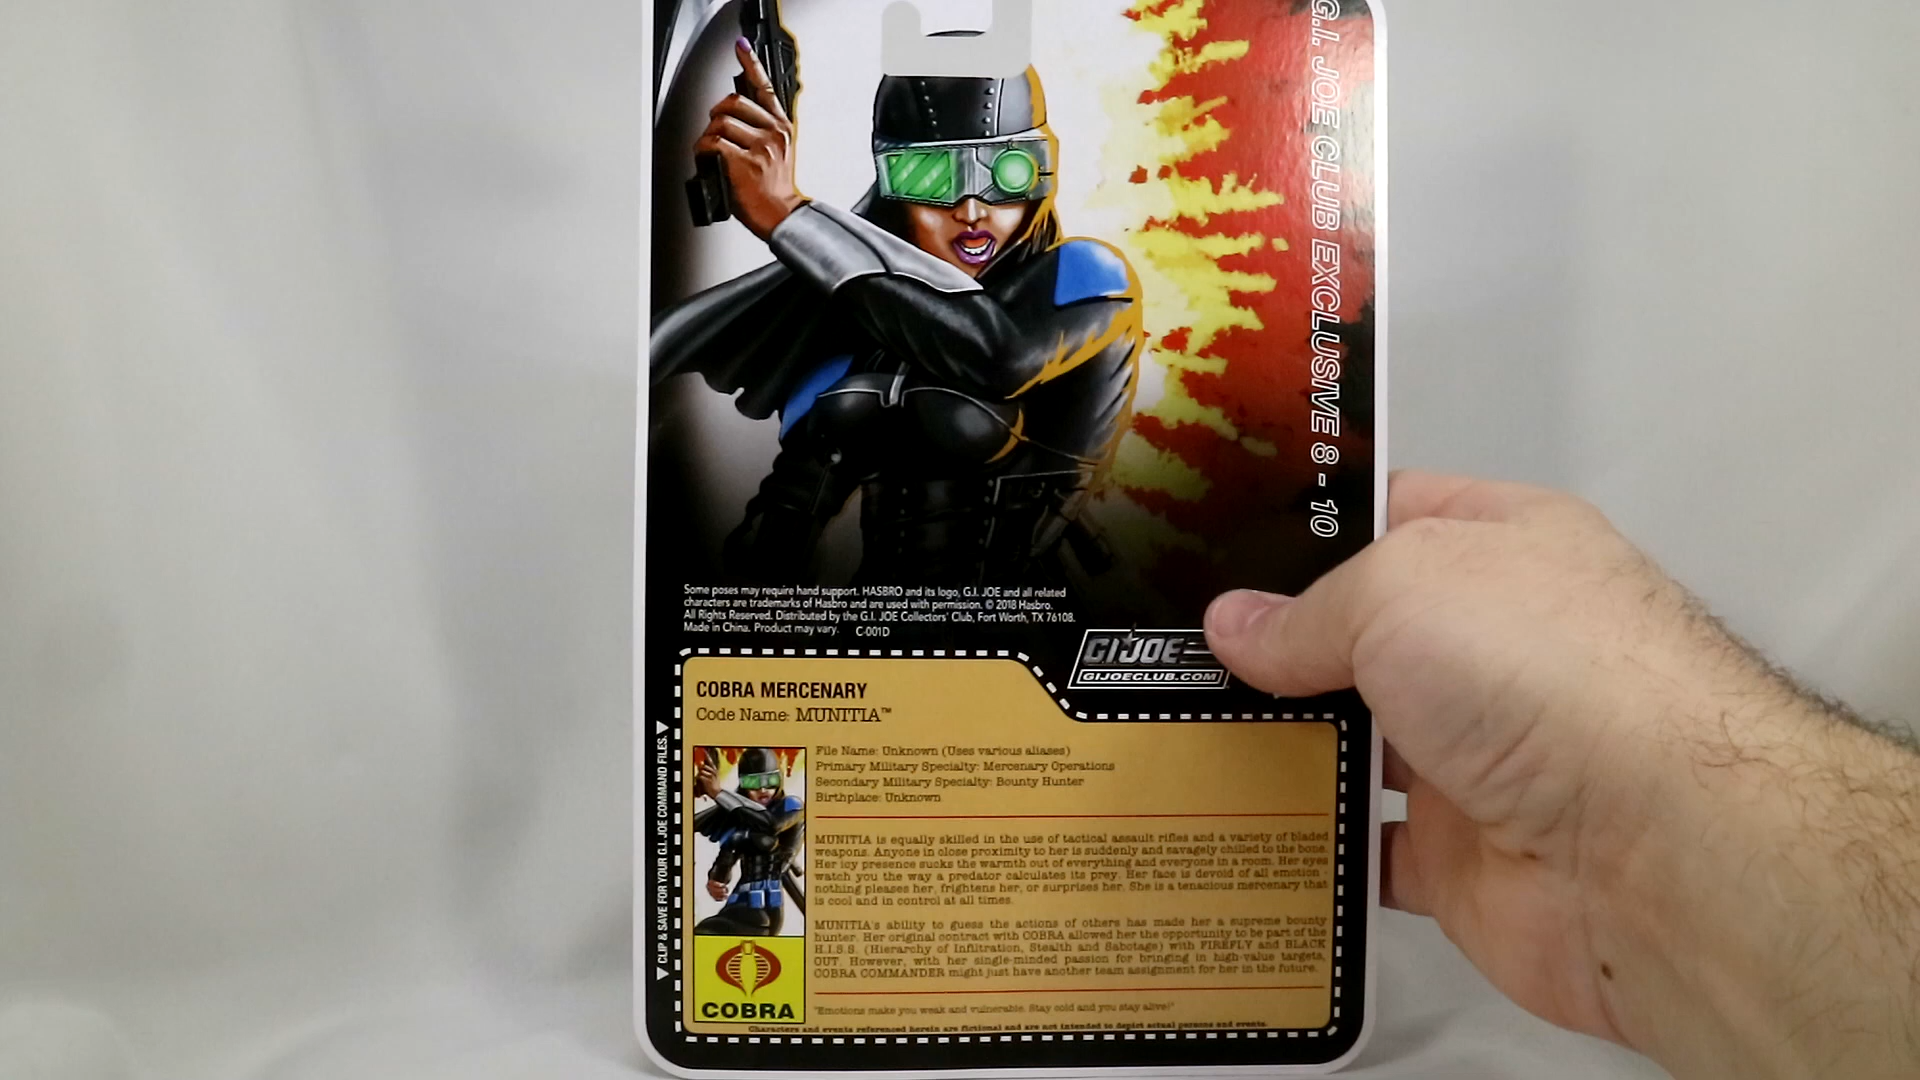 G.I. JOE CLUB EXCLUSIVE 8 - 10
Some poses may require hand support. HASBRO and its logo, G.I. JOE and all related
characters are trademarks of Hasbro and are used with permission. © 2018 Hasbro.
All Rights Reserved. Distributed by the G.I. JOE Collectors' Club, Fort Worth, TX 76108.
Made in China. Product may vary. C-001D
GI JOE
GIJOECLUB.COM
COBRA MERCENARY
Code Name: MUNITIA™
File Name: Unknown (Uses various aliases)
Primary Military Specialty: Mercenary Operations
Secondary Military Specialty: Bounty Hunter
Birthplace: Unknown
MUNITIA is equally skilled in the use of tactical assault rifles and a variety of bladed
weapons. Anyone in close proximity to her is suddenly and savagely chilled to the bone.
Her icy presence sucks the warmth out of everything and everyone in a room. Her eyes
watch you the way a predator calculates its prey. Her face is devoid of all emotion -
nothing pleases her, frightens her, or surprises her. She is a tenacious mercenary that
is cool and in control at all times.
MUNITIA's ability to guess the actions of others has made her a supreme bounty
hunter. Her original contract with COBRA allowed her the opportunity to be part of the
H.I.S.S. (Hierarchy of Infiltration, Stealth and Sabotage) with FIREFLY and BLACK
OUT. However, with her single-minded passion for bringing in high-value targets,
COBRA COMMANDER might just have another team assignment for her in the future.
"Emotions make you weak and vulnerable. Stay cold and you stay alive!"
Characters and events referenced herein are fictional and are not intended to depict actual persons and events.
COBRA
CLIP & SAVE FOR YOUR G.I. JOE COMMAND FILES.